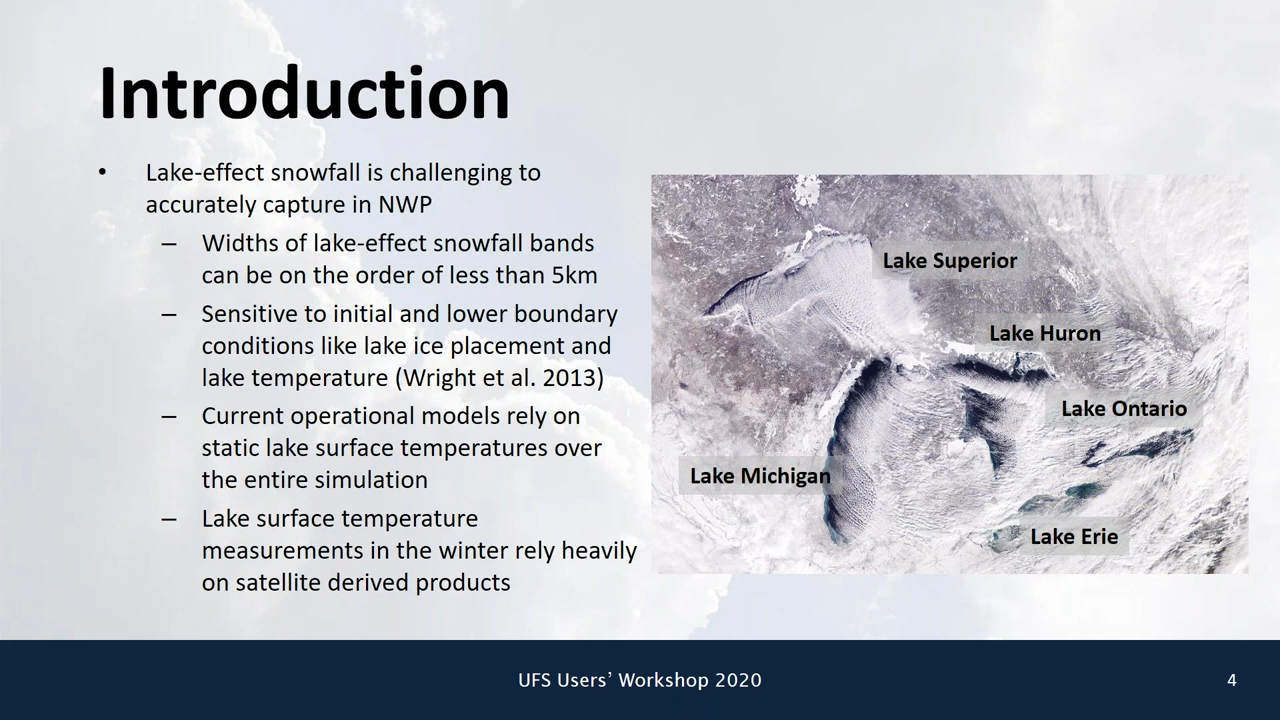 Introduction
• Lake-effect snowfall is challenging to
accurately capture in NWP
– Widths of lake-effect snowfall bands
can be on the order of less than 5km
– Sensitive to initial and lower boundary
conditions like lake ice placement and
lake temperature (Wright et al. 2013)
– Current operational models rely on
static lake surface temperatures over
the entire simulation
– Lake surface temperature
measurements in the winter rely heavily
on satellite derived products
Lake Superior
Lake Huron
Lake Ontario
Lake Michigan
Lake Erie
UFS Users’ Workshop 2020
4